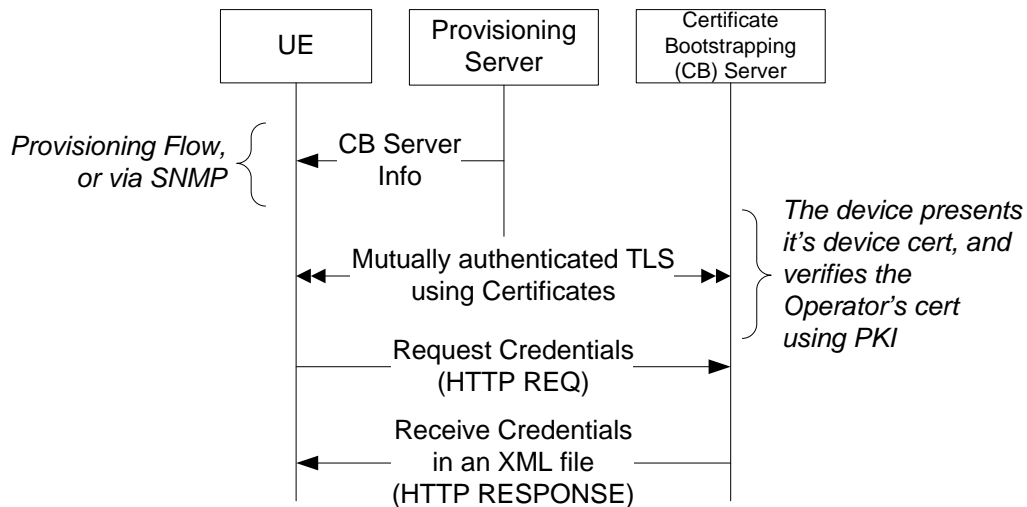 UE
Provisioning
Server
Certificate
Bootstrapping
(CB) Server
Provisioning Flow,
or via SNMP
CB Server
Info
The device presents
it's device cert, and
verifies the
Operator's cert
using PKI
Mutually authenticated TLS
using Certificates
Request Credentials
(HTTP REQ)
Receive Credentials
in an XML file
(HTTP RESPONSE)